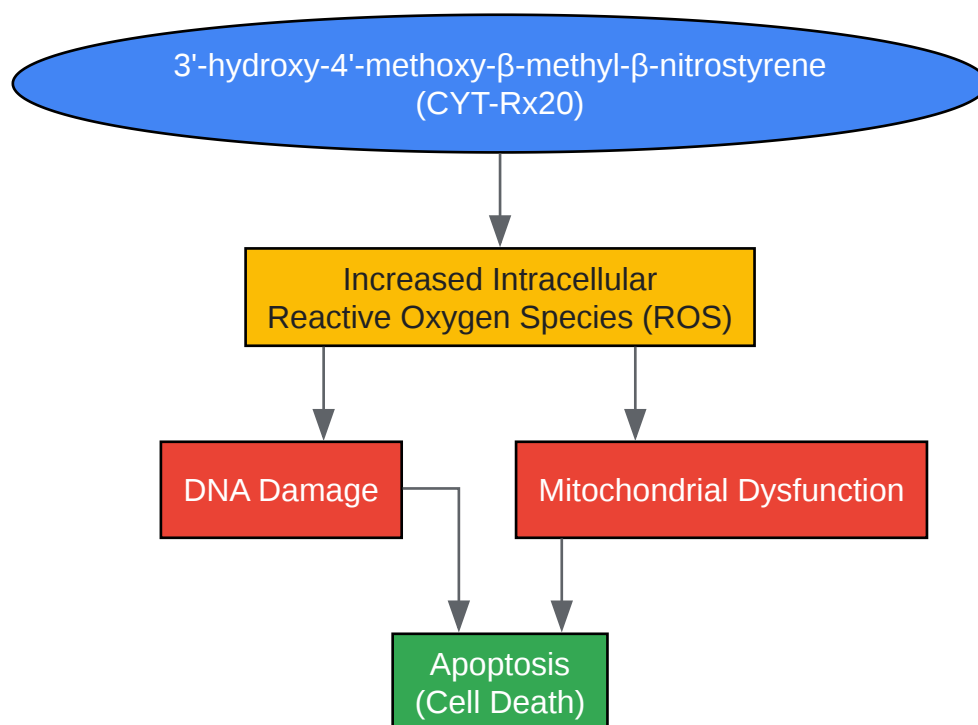 3'-hydroxy-4'-methoxy-β-methyl-β-nitrostyrene
(CYT-Rx20)
Increased Intracellular
Reactive Oxygen Species (ROS)
DNA Damage
Mitochondrial Dysfunction
Apoptosis
(Cell Death)